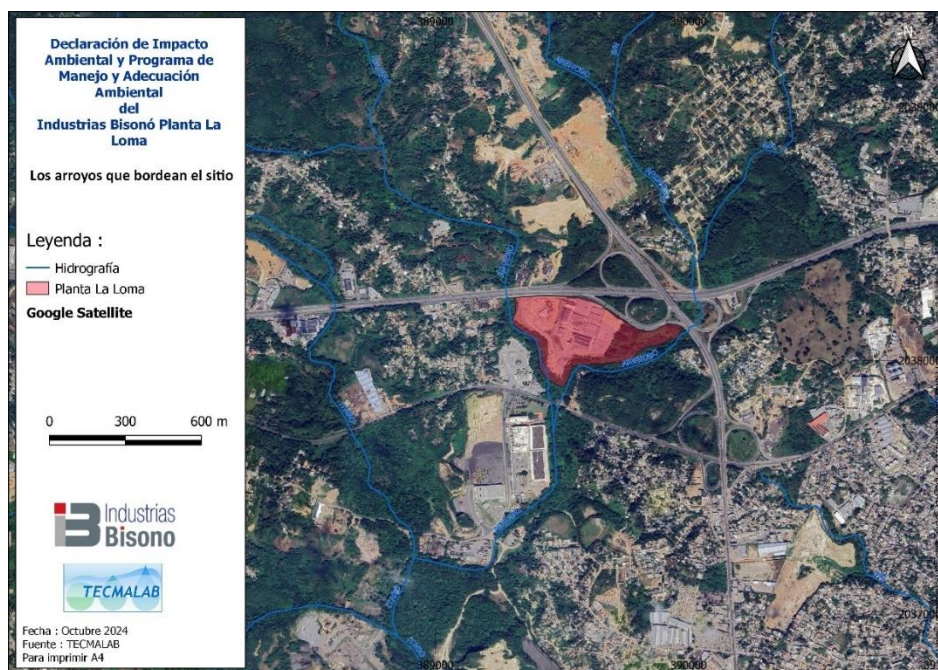 Declaración de Impacto
Ambiental y Programa de
Manejo y Adecuación
Ambiental
del
Industrias Bisonó Planta La
Loma
Los arroyos que bordean el sitio
Leyenda :
Hidrografía
Planta La Loma
Google Satellite
0 300 600 m
Industrias
Bisono
TECMALAB
Fecha : Octubre 2024
Fuente : TECMALAB
Para imprimir A4
389000
390000
N
2038000
2037000
389000
390000